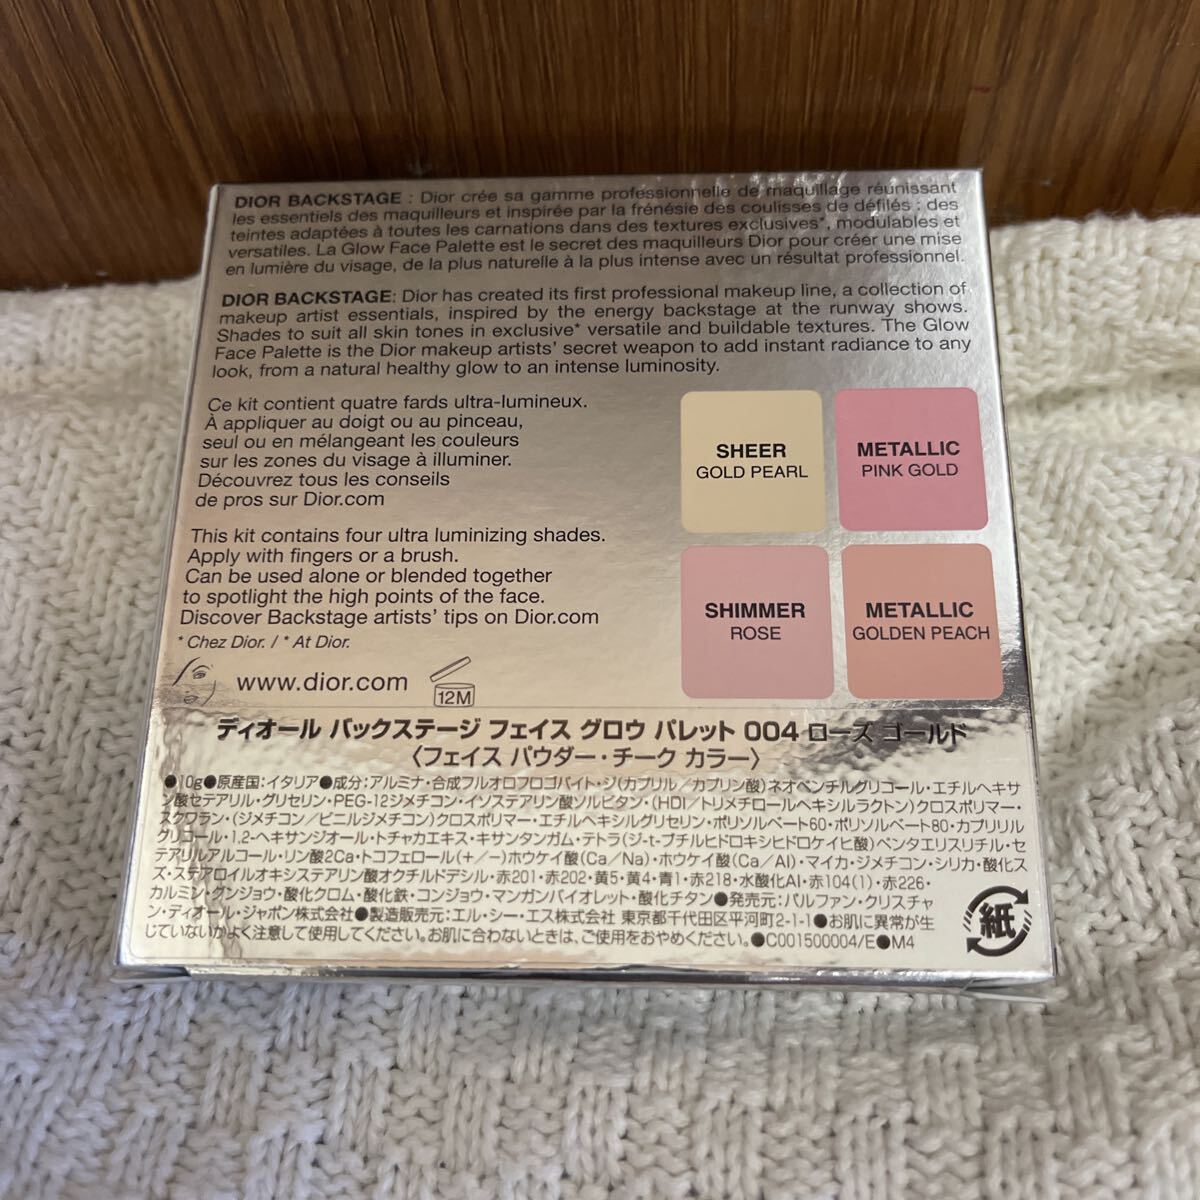 DIOR BACKSTAGE : Dior crée sa gamme professionnelle de maquillage réunissant
les essentiels des maquilleurs et inspirée par la frénésie des coulisses de défilés : des
teintes adaptées à toutes les carnations dans des textures exclusives*, modulables et
versatiles. La Glow Face Palette est le secret des maquilleurs Dior pour créer une mise
en lumière du visage, de la plus naturelle à la plus intense avec un résultat professionnel.
DIOR BACKSTAGE: Dior has created its first professional makeup line, a collection of
makeup artist essentials, inspired by the energy backstage at the runway shows.
Shades to suit all skin tones in exclusive* versatile and buildable textures. The Glow
Face Palette is the Dior makeup artists' secret weapon to add instant radiance to any
look, from a natural healthy glow to an intense luminosity.
Ce kit contient quatre fards ultra-lumineux.
À appliquer au doigt ou au pinceau,
seul ou en mélangeant les couleurs
sur les zones du visage à illuminer.
Découvrez tous les conseils
de pros sur Dior.com
This kit contains four ultra luminizing shades.
Apply with fingers or a brush.
Can be used alone or blended together
to spotlight the high points of the face.
Discover Backstage artists' tips on Dior.com
* Chez Dior. / * At Dior.
www.dior.com
12M
SHEER
GOLD PEARL
METALLIC
PINK GOLD
SHIMMER
ROSE
METALLIC
GOLDEN PEACH
ディオール バックステージ フェイス グロウ パレット 004 ローズ ゴールド
〈フェイス パウダー・チーク カラー〉
●10g●原産国：イタリア●成分：アルミナ・合成フルオロフロゴパイト・ジ(カプリル／カプリン酸)ネオペンチルグリコール・エチルヘキサ
ン酸セテアリル・グリセリン・PEG-12ジメチコン・イソステアリン酸ソルビタン・(HDI／トリメチロールヘキシルラクトン)クロスポリマー・
スクワラン・(ジメチコン／ビニルジメチコン)クロスポリマー・エチルヘキシルグリセリン・ポリソルベート60・ポリソルベート80・カプリリル
グリコール・1,2-ヘキサンジオール・トチャカエキス・キサンタンガム・テトラ(ジ-t-ブチルヒドロキシヒドロケイヒ酸)ペンタエリスリチル・セ
テアリルアルコール・リン酸2Ca・トコフェロール(+／-)ホウケイ酸(Ca／Na)・ホウケイ酸(Ca／Al)・マイカ・ジメチコン・シリカ・酸化ス
ズ・ステアロイルオキシステアリン酸オクチルドデシル・赤201・赤202・黄5・黄4・青1・赤218・水酸化Al・赤104(1)・赤226・
カルミン・グンジョウ・酸化クロム・酸化鉄・コンジョウ・マンガンバイオレット・酸化チタン●発売元：パルファン・クリスチャ
ン・ディオール・ジャポン株式会社●製造販売元：エル・シー・エス株式会社 東京都千代田区平河町2-1-1●お肌に異常が生
じていないかよく注意して使用してください。お肌に合わないときは、ご使用をおやめください。●C001500004/E●M4
紙